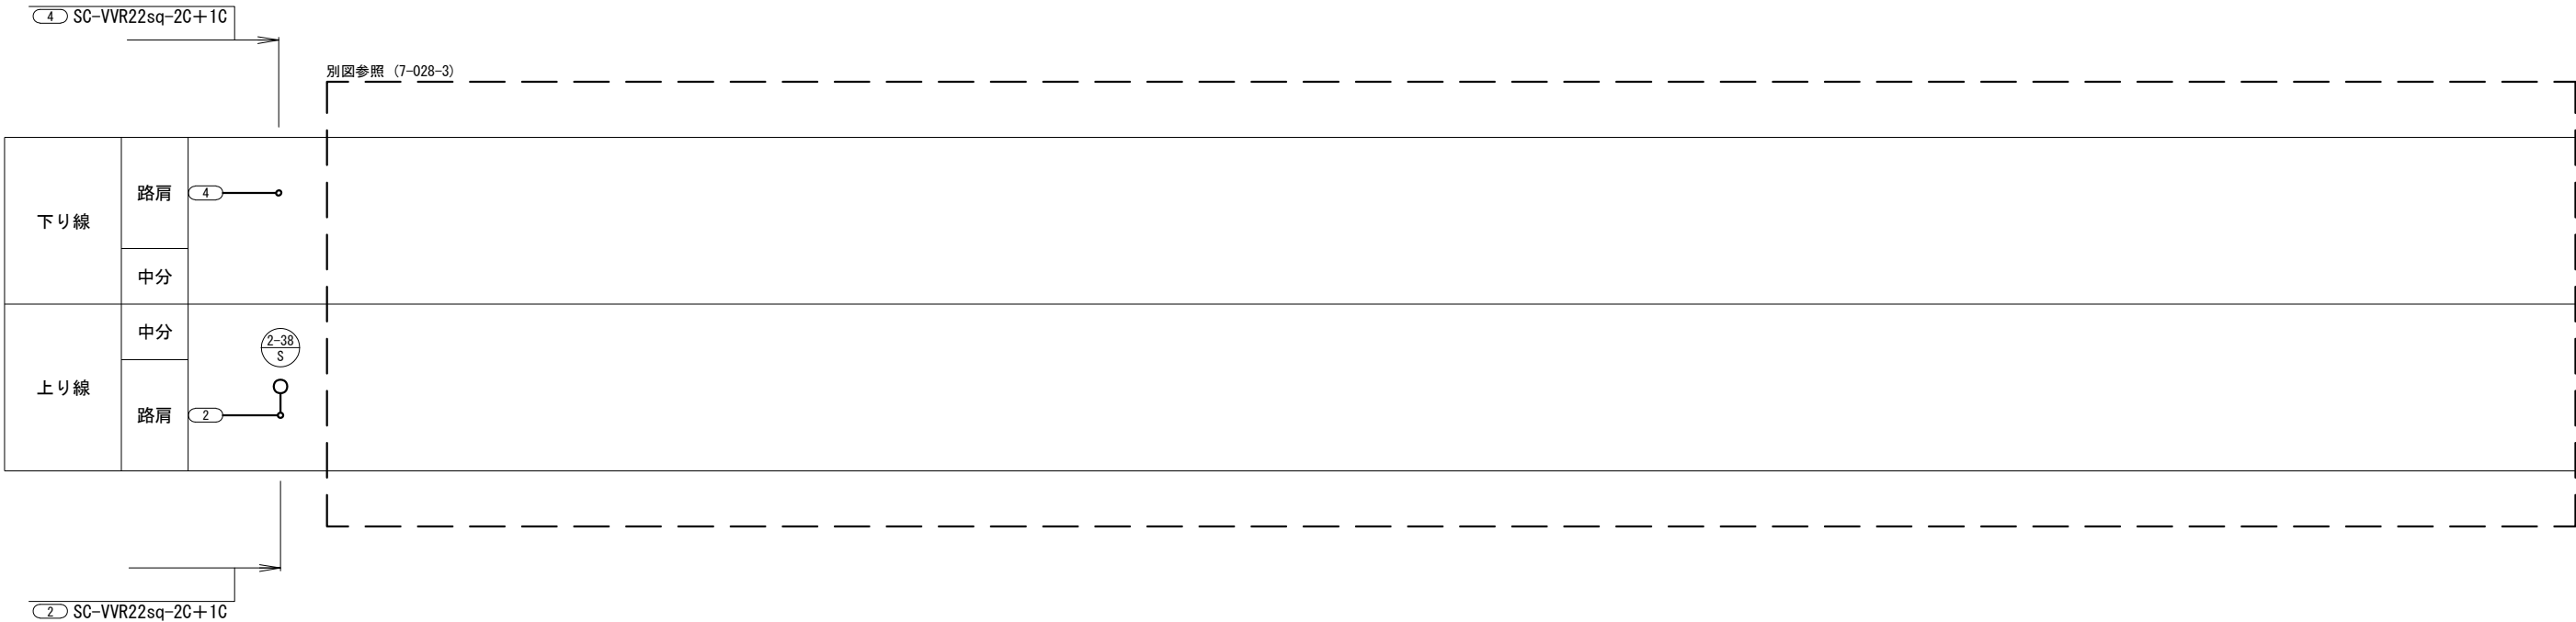 4 SC-VVR22sq-2C+1C
別図参照 (7-028-3)
下り線
路肩
4
中分
上り線
中分
2-38
S
路肩
2
2 SC-VVR22sq-2C+1C